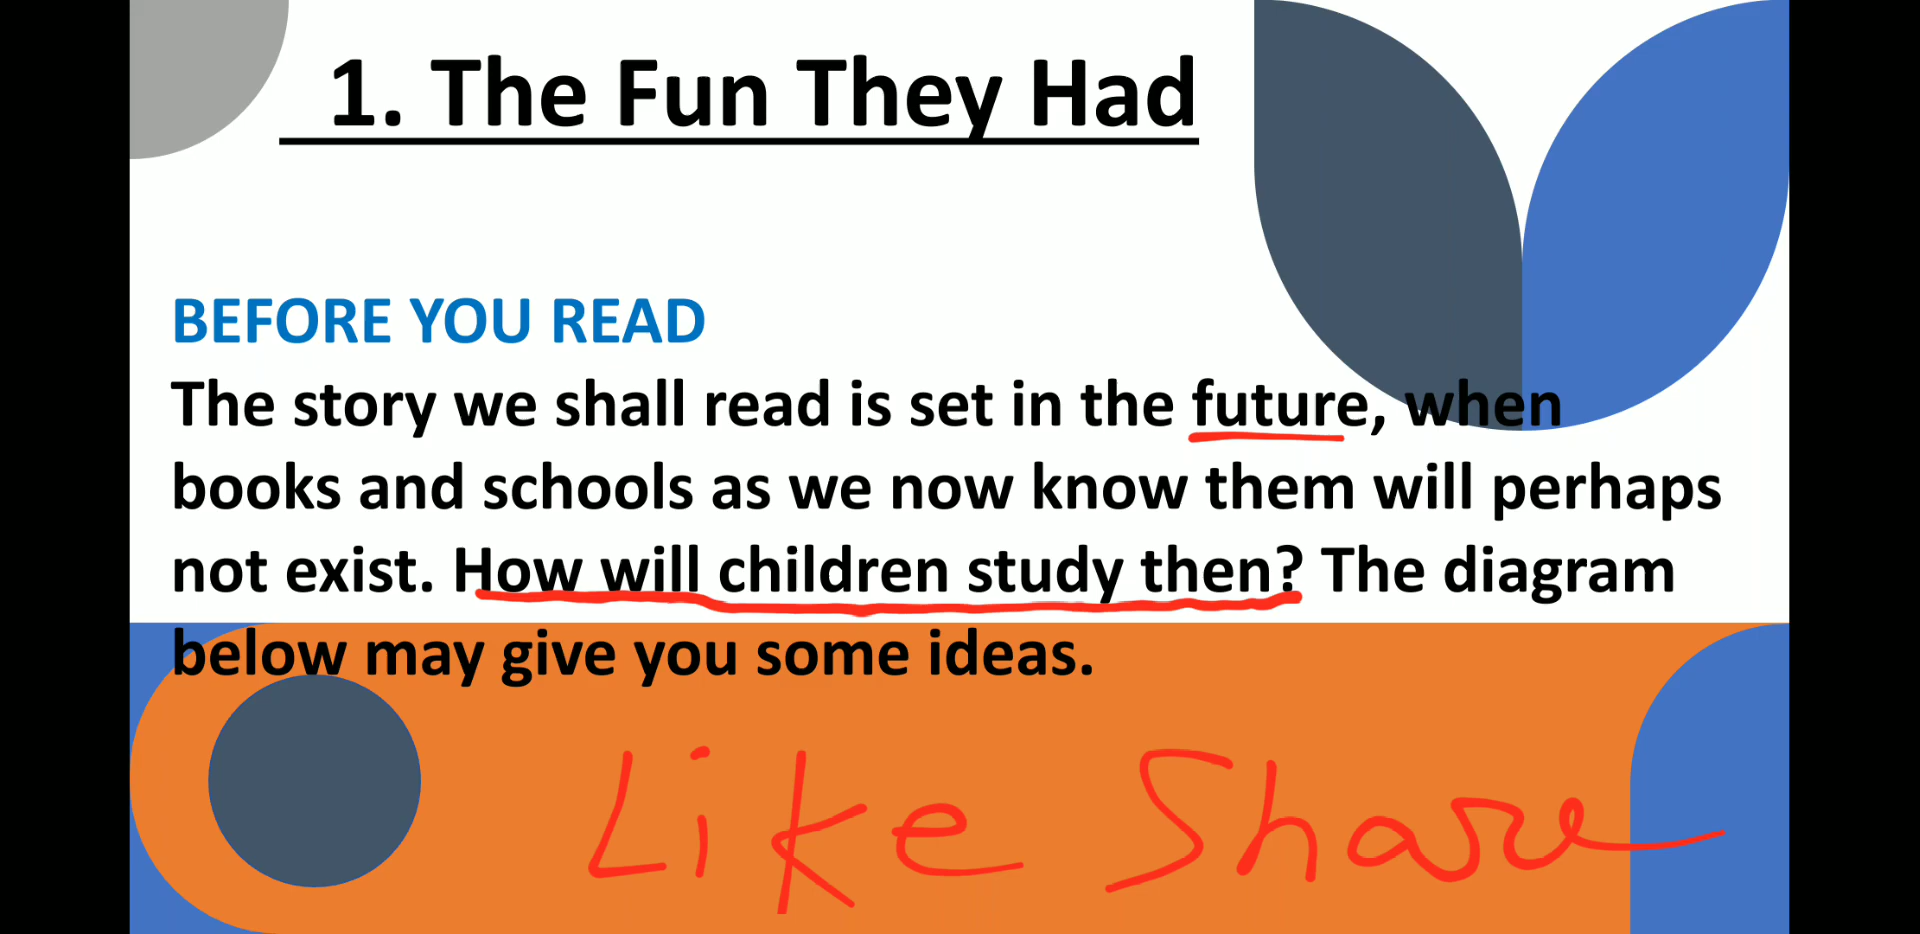 1. The Fun They Had
BEFORE YOU READ
The story we shall read is set in the future, when
books and schools as we now know them will perhaps
not exist. How will children study then? The diagram
below may give you some ideas.
Like Share